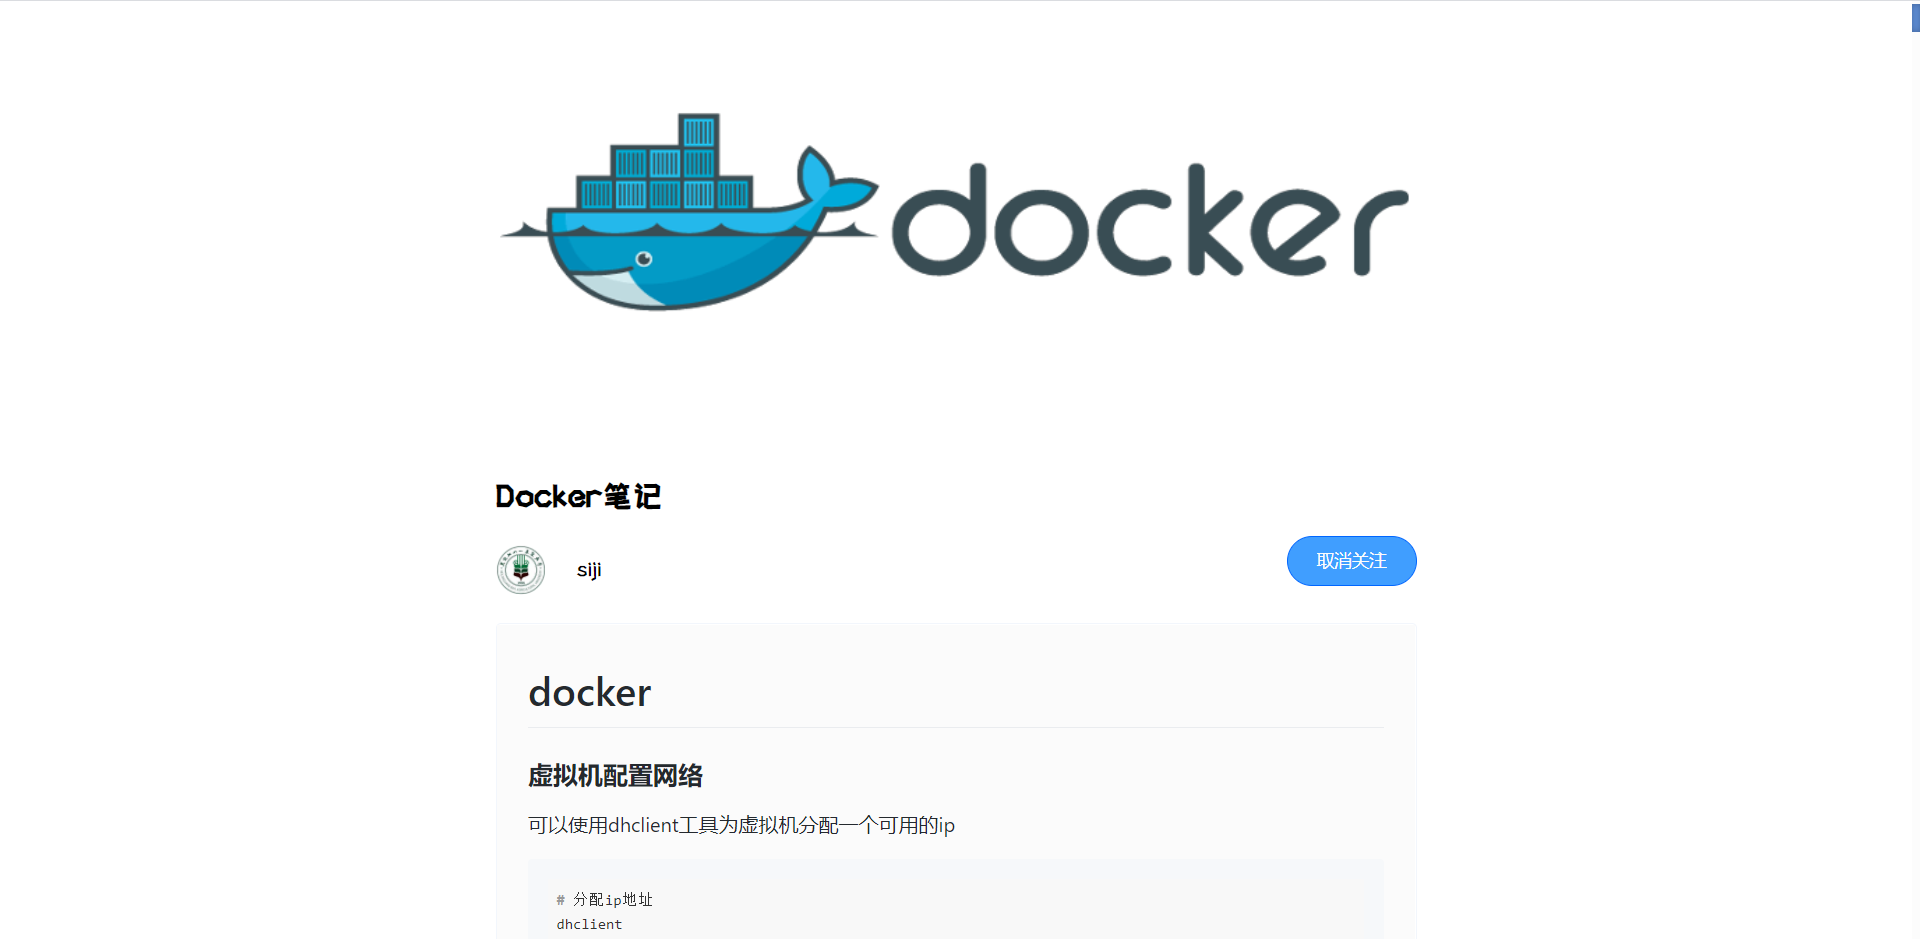 docker
Docker笔记
siji
取消关注
docker
虚拟机配置网络
可以使用dhclient工具为虚拟机分配一个可用的ip
# 分配ip地址
dhclient